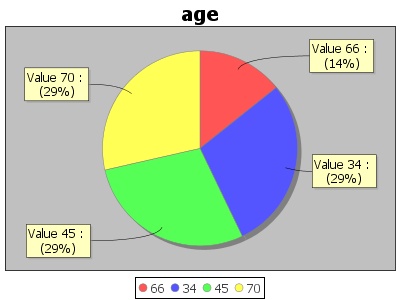 age
Value 66 :
(14%)
Value 70 :
(29%)
Value 34 :
(29%)
Value 45 :
(29%)
66 34 45 70